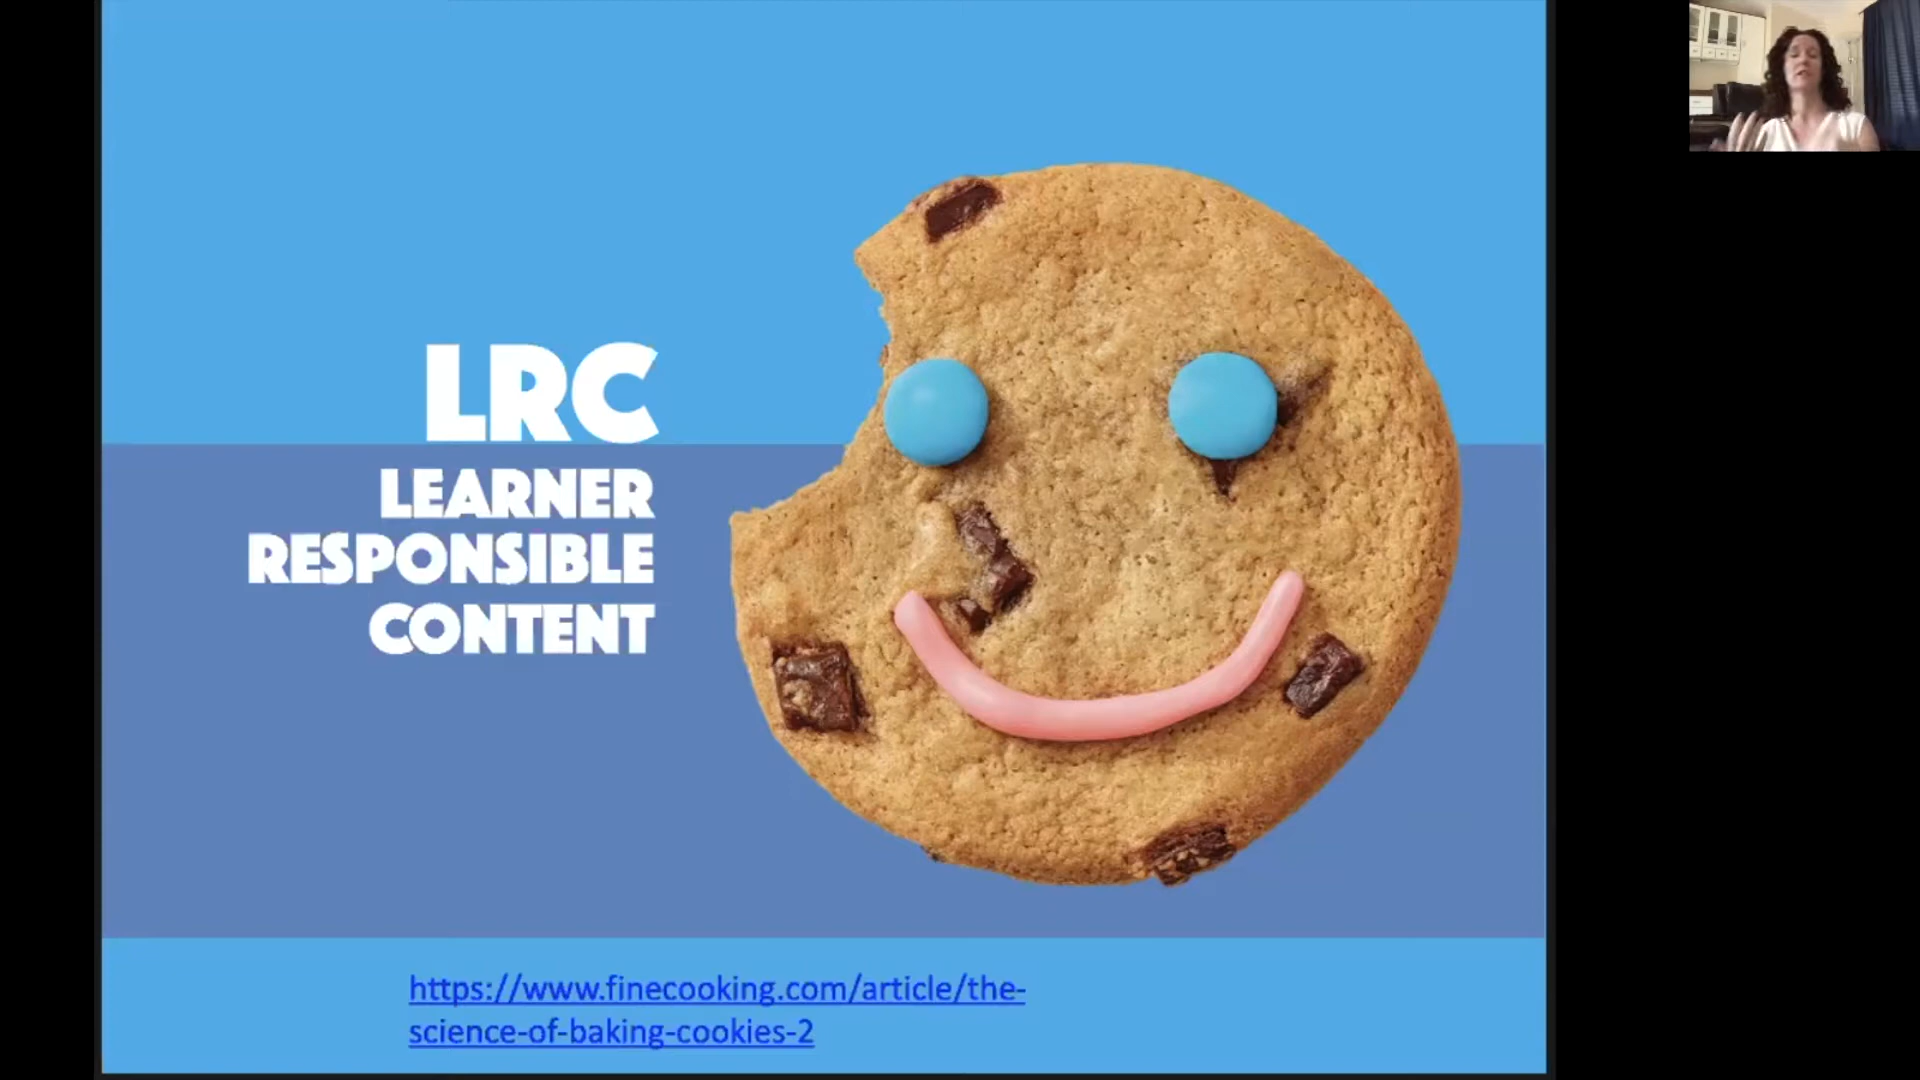 LRC
LEARNER
RESPONSIBLE
CONTENT
https://www.finecooking.com/article/the-
science-of-baking-cookies-2